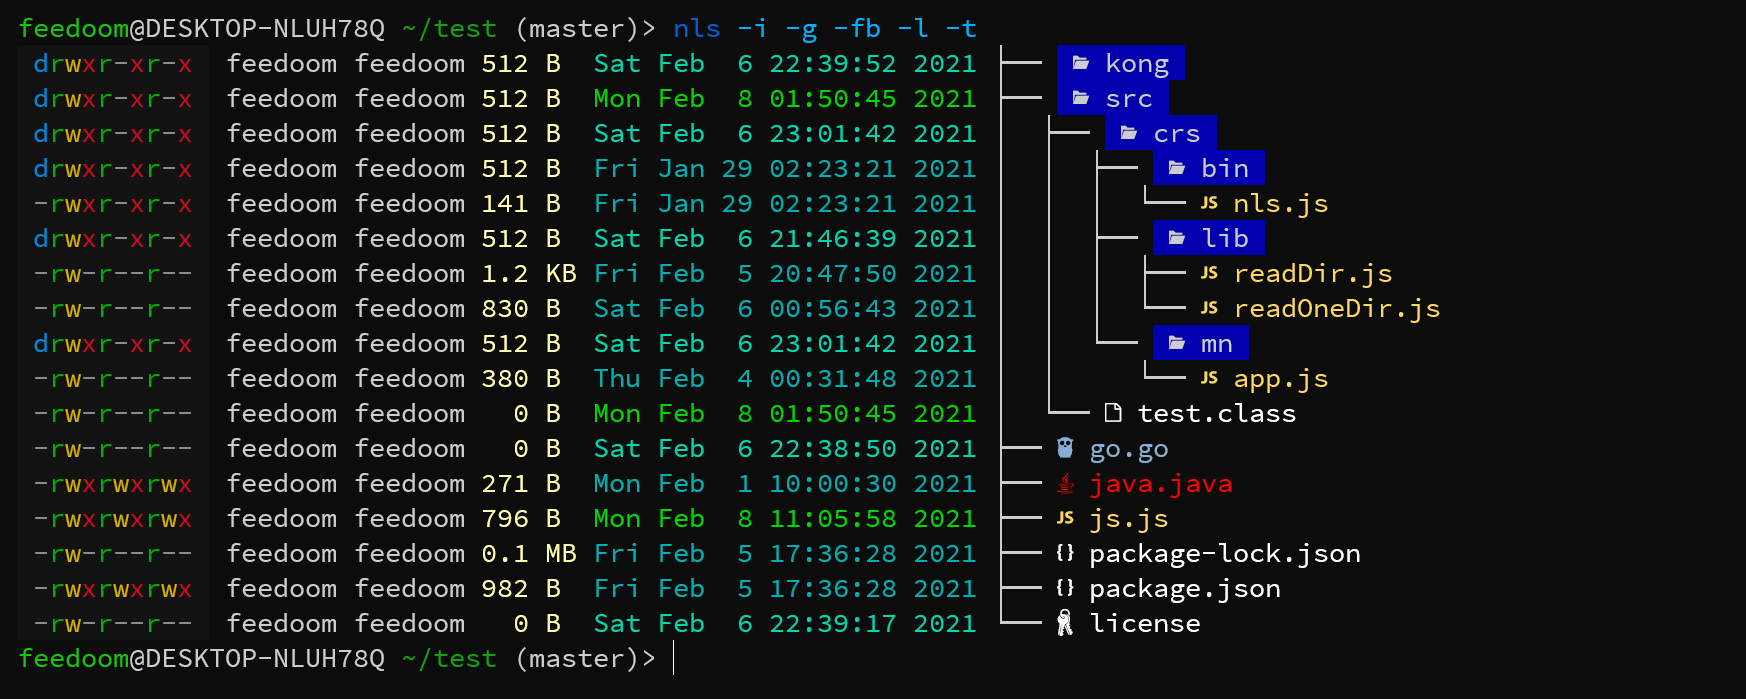 feedoom@DESKTOP-NLUH78Q ~/test (master)> nls -i -g -fb -l -t
drwxr-xr-x feedoom feedoom 512 B Sat Feb 6 22:39:52 2021 ├── kong
drwxr-xr-x feedoom feedoom 512 B Mon Feb 8 01:50:45 2021 ├── src
drwxr-xr-x feedoom feedoom 512 B Sat Feb 6 23:01:42 2021 │  ├── crs
drwxr-xr-x feedoom feedoom 512 B Fri Jan 29 02:23:21 2021 │  │  ├── bin
-rwxr-xr-x feedoom feedoom 141 B Fri Jan 29 02:23:21 2021 │  │  │  └── JS nls.js
drwxr-xr-x feedoom feedoom 512 B Sat Feb 6 21:46:39 2021 │  │  ├── lib
-rw-r--r-- feedoom feedoom 1.2 KB Fri Feb 5 20:47:50 2021 │  │  │  ├── JS readDir.js
-rw-r--r-- feedoom feedoom 830 B Sat Feb 6 00:56:43 2021 │  │  │  └── JS readOneDir.js
drwxr-xr-x feedoom feedoom 512 B Sat Feb 6 23:01:42 2021 │  │  └── mn
-rw-r--r-- feedoom feedoom 380 B Thu Feb 4 00:31:48 2021 │  │     └── JS app.js
-rw-r--r-- feedoom feedoom 0 B Mon Feb 8 01:50:45 2021 │  └── test.class
-rw-r--r-- feedoom feedoom 0 B Sat Feb 6 22:38:50 2021 ├── go.go
-rwxrwxrwx feedoom feedoom 271 B Mon Feb 1 10:00:30 2021 ├── java.java
-rwxrwxrwx feedoom feedoom 796 B Mon Feb 8 11:05:58 2021 ├── JS js.js
-rw-r--r-- feedoom feedoom 0.1 MB Fri Feb 5 17:36:28 2021 ├── {} package-lock.json
-rwxrwxrwx feedoom feedoom 982 B Fri Feb 5 17:36:28 2021 ├── {} package.json
-rw-r--r-- feedoom feedoom 0 B Sat Feb 6 22:39:17 2021 └── license
feedoom@DESKTOP-NLUH78Q ~/test (master)>